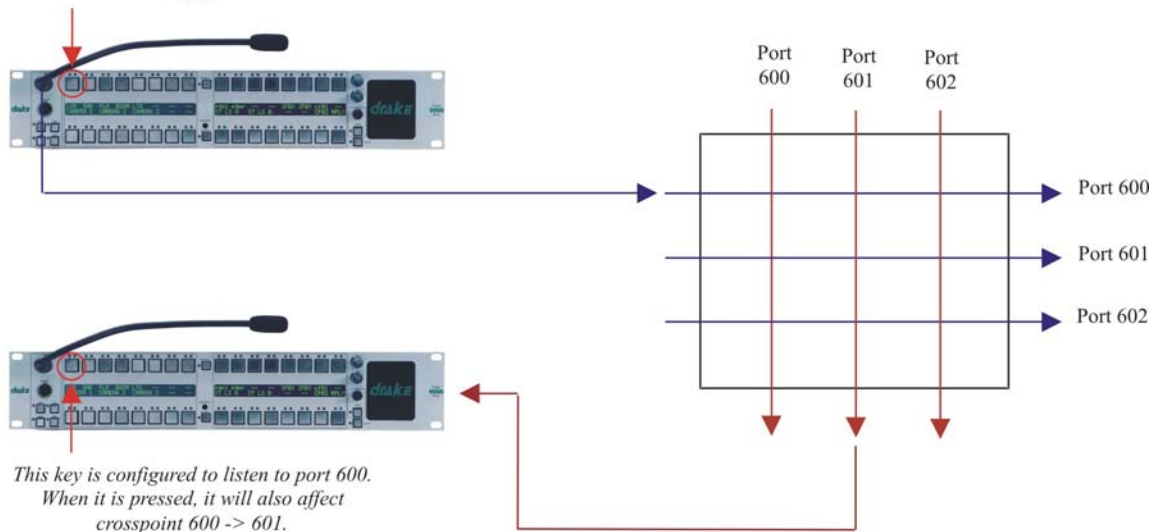 Port
600
Port
601
Port
602
drake
Port 600
Port 601
Port 602
drake
This key is configured to listen to port 600.
When it is pressed, it will also affect
crosspoint 600 -> 601.